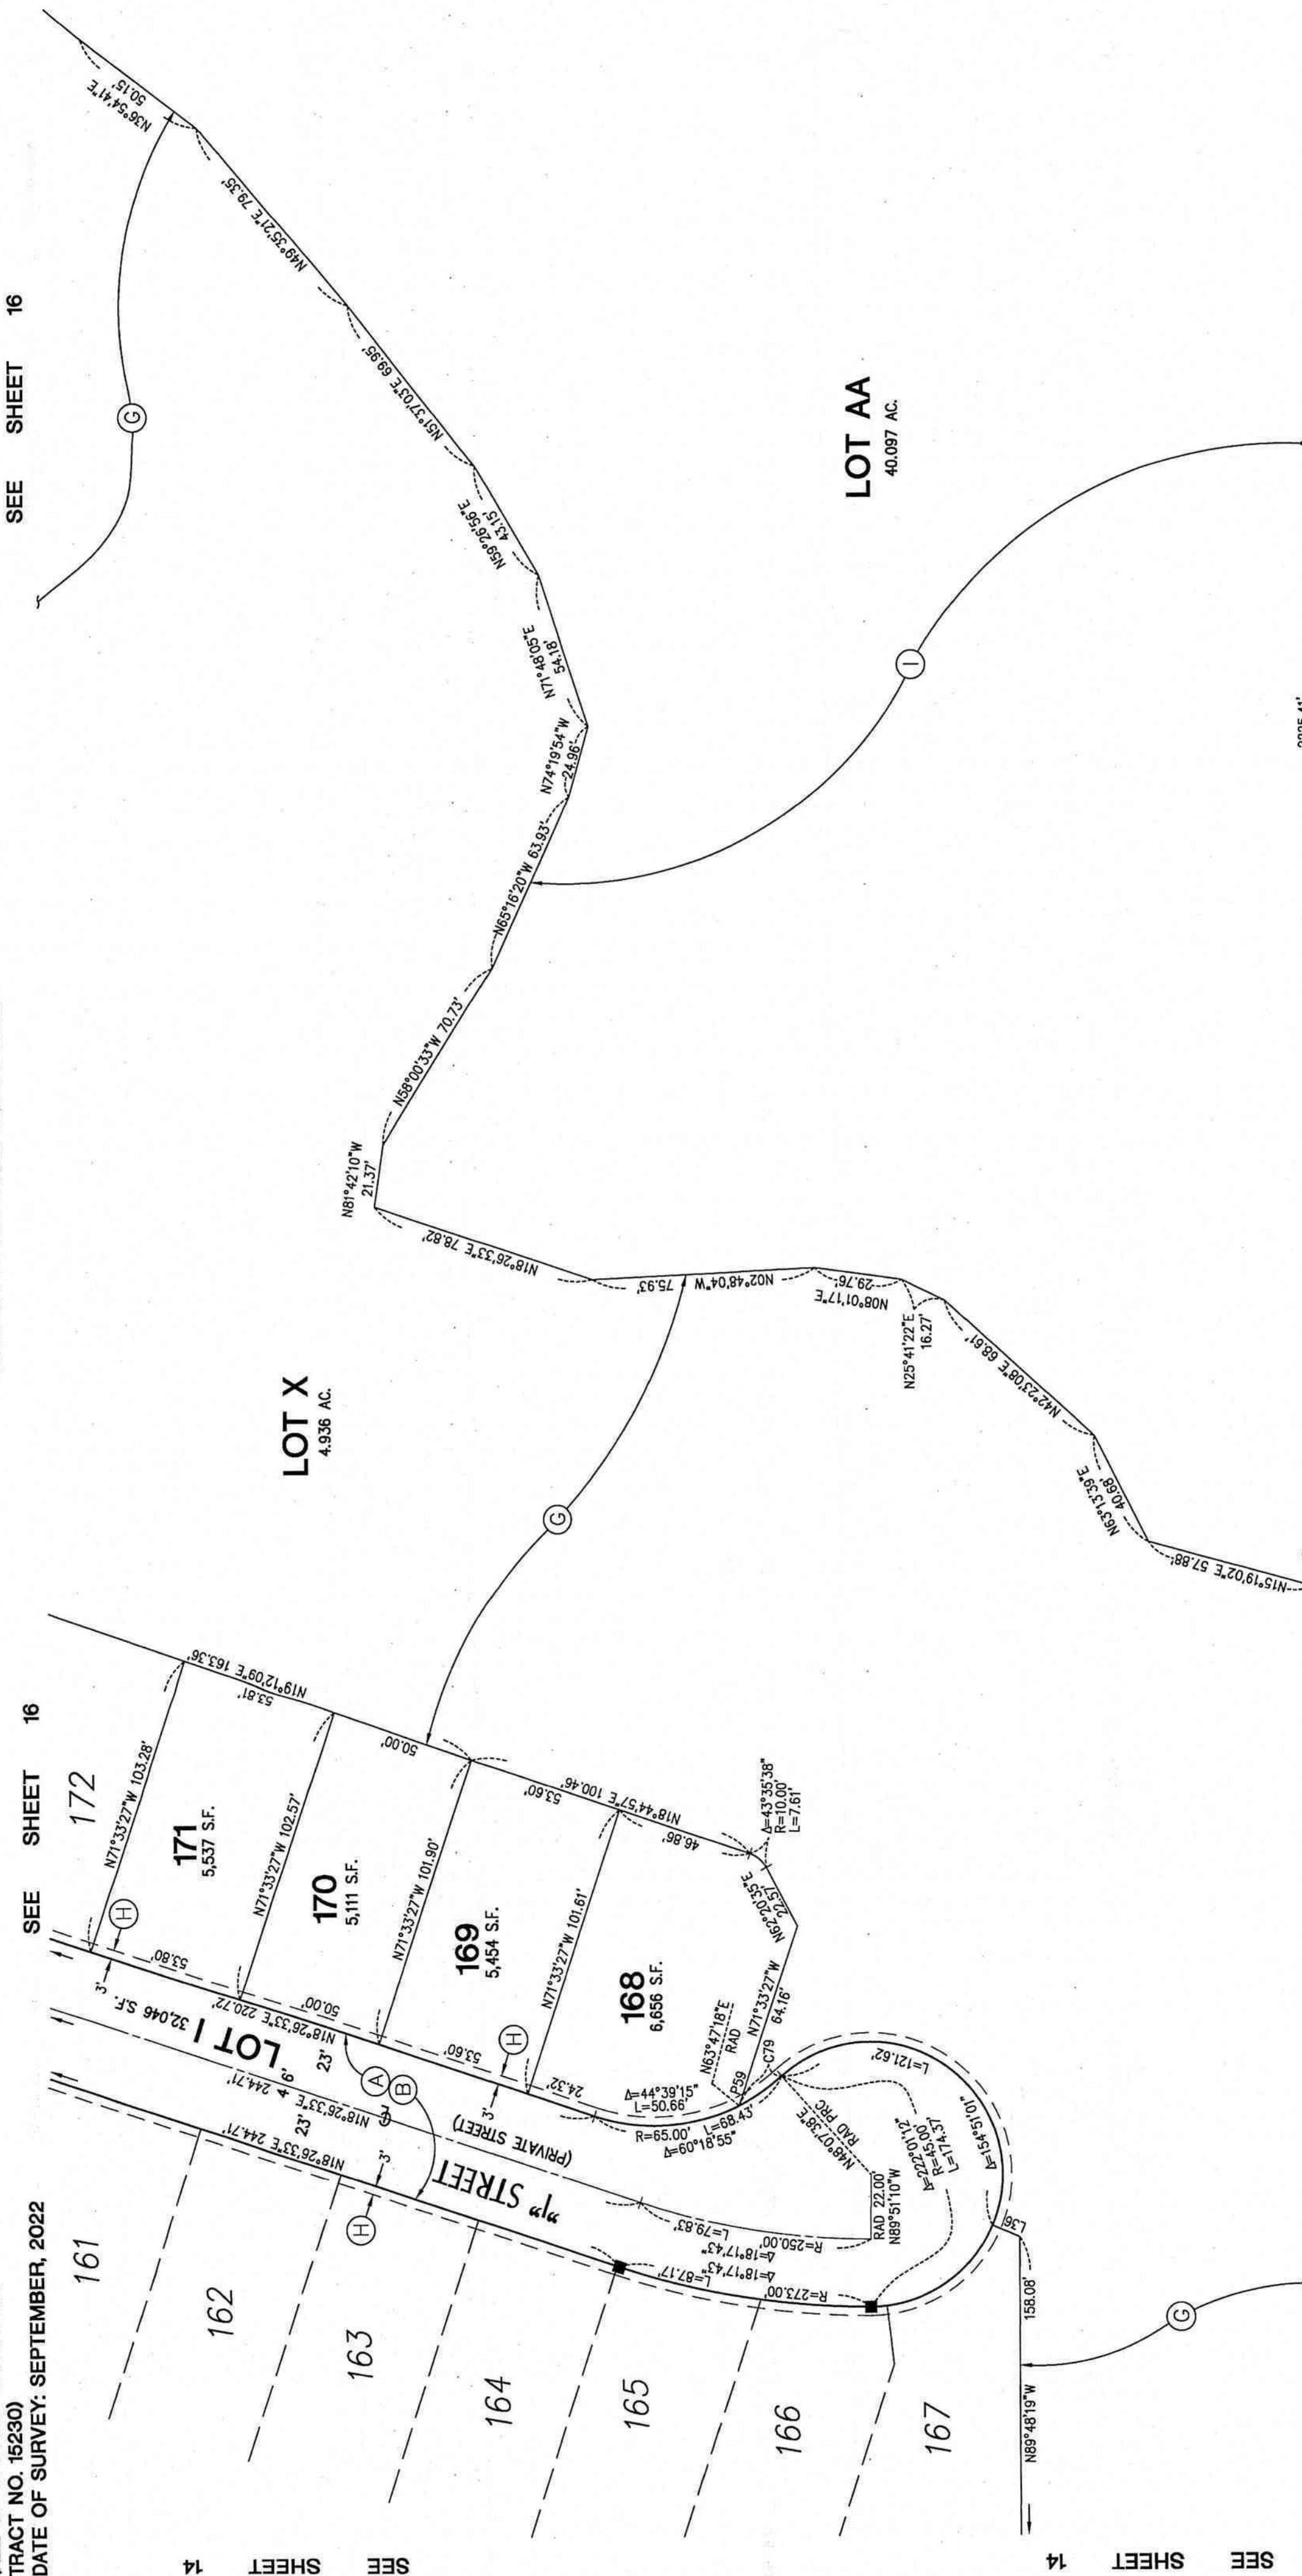 TRACT NO. 15230)
DATE OF SURVEY: SEPTEMBER, 2022
SEE SHEET 16
SEE SHEET 16
SEE SHEET 14
SEE SHEET 14
161
162
163
164
165
166
167
172
N71°33'27"W 103.28'
171
5,537 S.F.
N71°33'27"W 102.57'
170
5,111 S.F.
N71°33'27"W 101.90'
169
5,454 S.F.
N71°33'27"W 101.61'
168
6,656 S.F.
N71°33'27"W
64.16'
N19°12'09"E 163.36'
53.81'
50.00'
53.60'
N18°44'57"E 100.46'
46.86'
Δ=43°35'38"
R=10.00'
L=7.61'
N62°20'35"E
22.57'
N63°47'18"E
RAD
P59
C79
H
3'
53.80'
N18°26'33"E 220.72'
50.00'
53.60'
24.32'
H
3'
LOT I 32,046 S.F.
A
B
23'
6'
4'
23'
N18°26'33"E 244.71'
N18°26'33"E 244.71'
3'
H
"I" STREET
(PRIVATE STREET)
Δ=44°39'15"
L=50.66'
R=65.00' L=68.43'
Δ=60°18'55"
N48°07'38"E
RAD PRC
R=250.00' L=79.83'
Δ=18°17'43"
R=273.00' L=87.17'
Δ=18°17'43"
RAD 22.00'
N89°51'10"W
Δ=222°01'12"
R=45.00'
L=174.37'
L=121.62'
Δ=154°51'01"
L36
158.08'
N89°48'19"W
G
LOT X
4.936 AC.
G
G
N36°54'41"E
50.15'
N49°35'21"E 79.35'
N51°37'03"E 69.95'
N59°26'56"E
43.15'
N71°48'05"E
54.18'
N74°19'54"W
24.96'
N65°16'20"W 63.93'
N58°00'33"W 70.73'
N81°42'10"W
21.37'
N18°26'33"E 78.82'
N02°48'04"W 75.93'
N08°01'17"E
29.76'
N25°41'22"E
16.27'
N42°23'08"E 68.61'
N63°13'39"E
40.68'
N15°19'02"E 57.88'
LOT AA
40.097 AC.
I